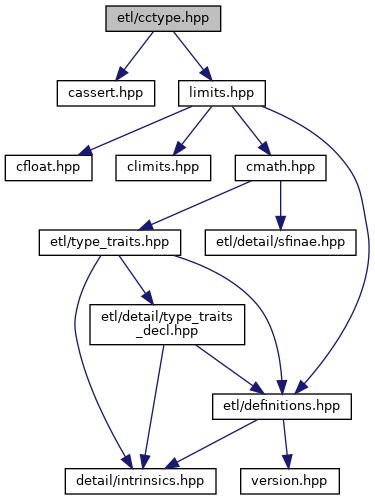 etl/cctype.hpp
cassert.hpp
limits.hpp
cfloat.hpp
climits.hpp
cmath.hpp
etl/type_traits.hpp
etl/detail/sfinae.hpp
etl/detail/type_traits
_decl.hpp
etl/definitions.hpp
detail/intrinsics.hpp
version.hpp